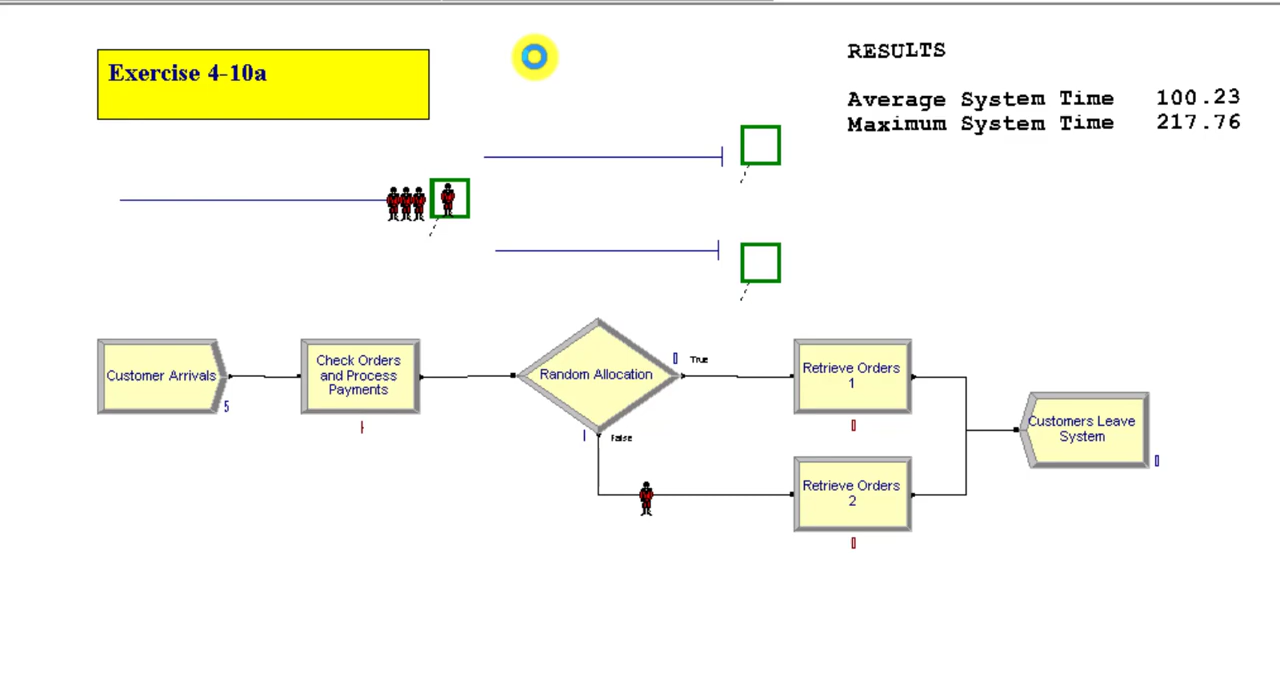 RESULTS
Exercise 4-10a
Average System Time 100.23
Maximum System Time 217.76
Customer Arrivals
5
Check Orders
and Process
Payments
Random Allocation
0 True
1 False
Retrieve Orders
1
0
Retrieve Orders
2
0
Customers Leave
System
0